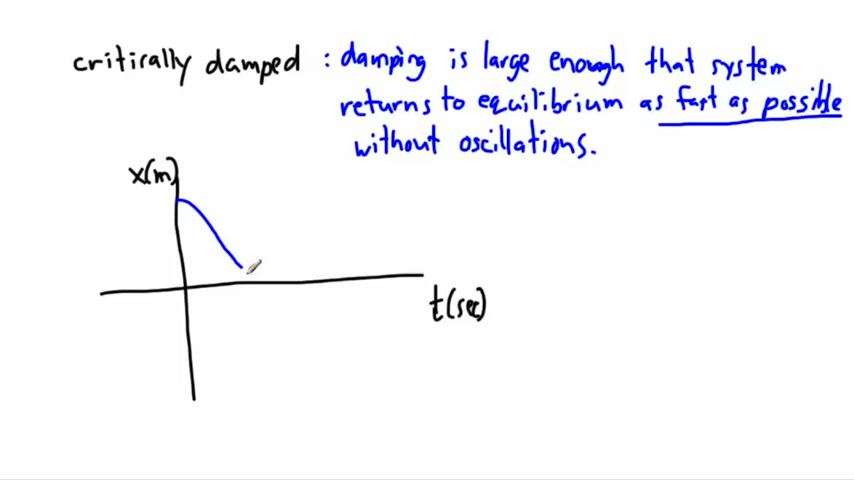 critically damped : damping is large enough that system
returns to equilibrium as fast as possible
without oscillations.
x(m)
t(sec)